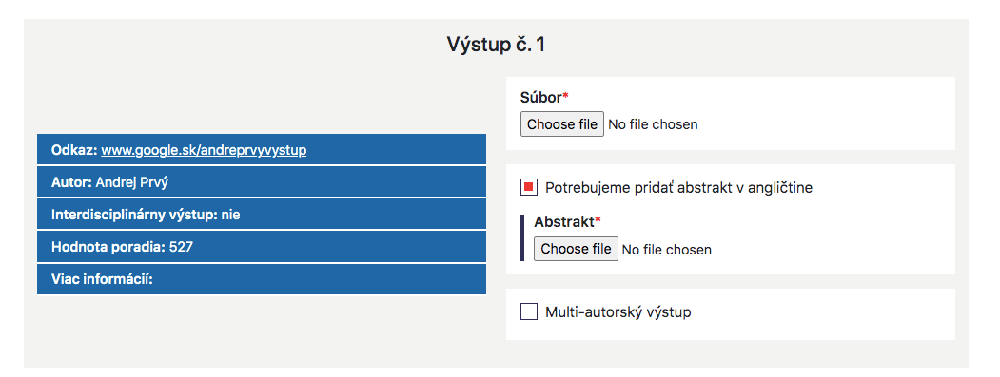 Výstup č. 1
Odkaz: www.google.sk/andreprvyvystup
Autor: Andrej Prvý
Interdisciplinárny výstup: nie
Hodnota poradia: 527
Viac informácií:
Súbor*
Choose file No file chosen
Potrebujeme pridať abstrakt v angličtine
Abstrakt*
Choose file No file chosen
Multi-autorský výstup